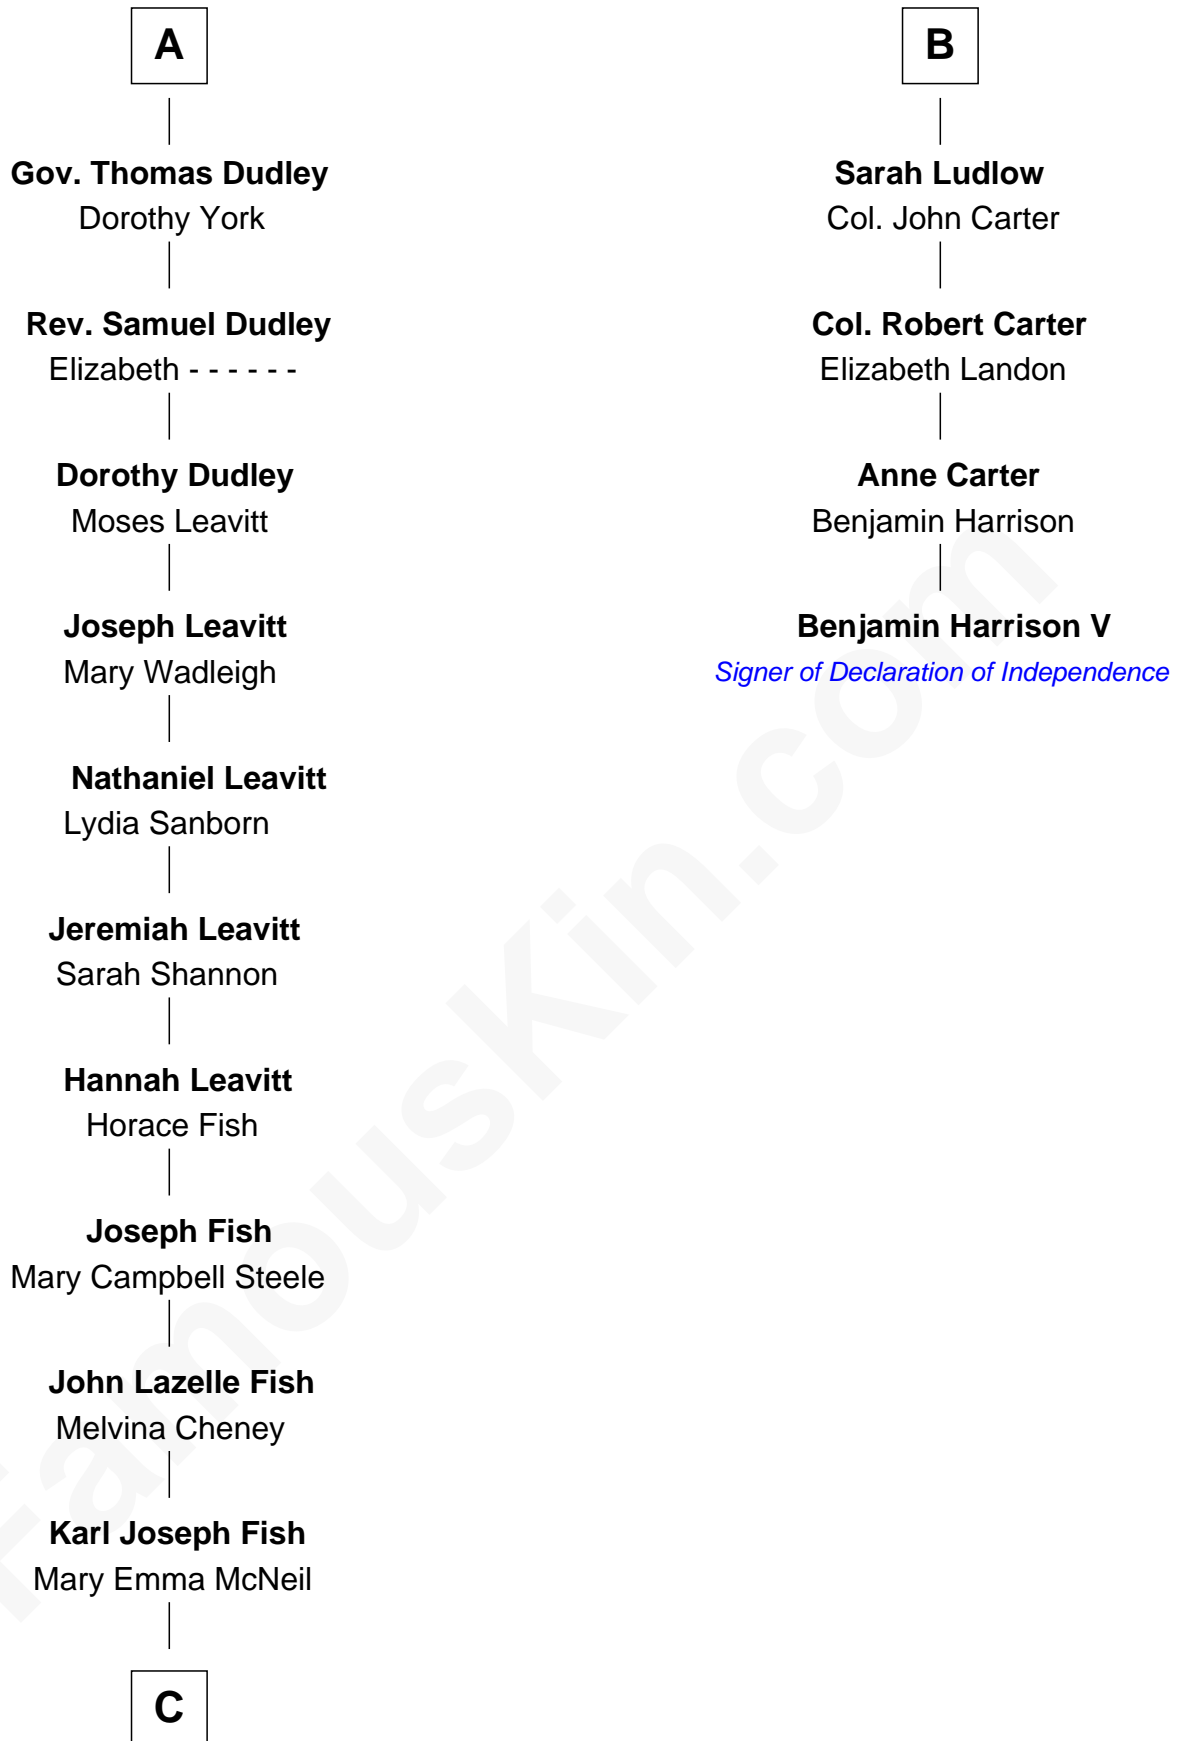 A
Gov. Thomas Dudley
Dorothy York
Rev. Samuel Dudley
Elizabeth - - - - - -
Dorothy Dudley
Moses Leavitt
Joseph Leavitt
Mary Wadleigh
Nathaniel Leavitt
Lydia Sanborn
Jeremiah Leavitt
Sarah Shannon
Hannah Leavitt
Horace Fish
Joseph Fish
Mary Campbell Steele
John Lazelle Fish
Melvina Cheney
Karl Joseph Fish
Mary Emma McNeil
C
B
Sarah Ludlow
Col. John Carter
Col. Robert Carter
Elizabeth Landon
Anne Carter
Benjamin Harrison
Benjamin Harrison V
Signer of Declaration of Independence
FamousKin.com